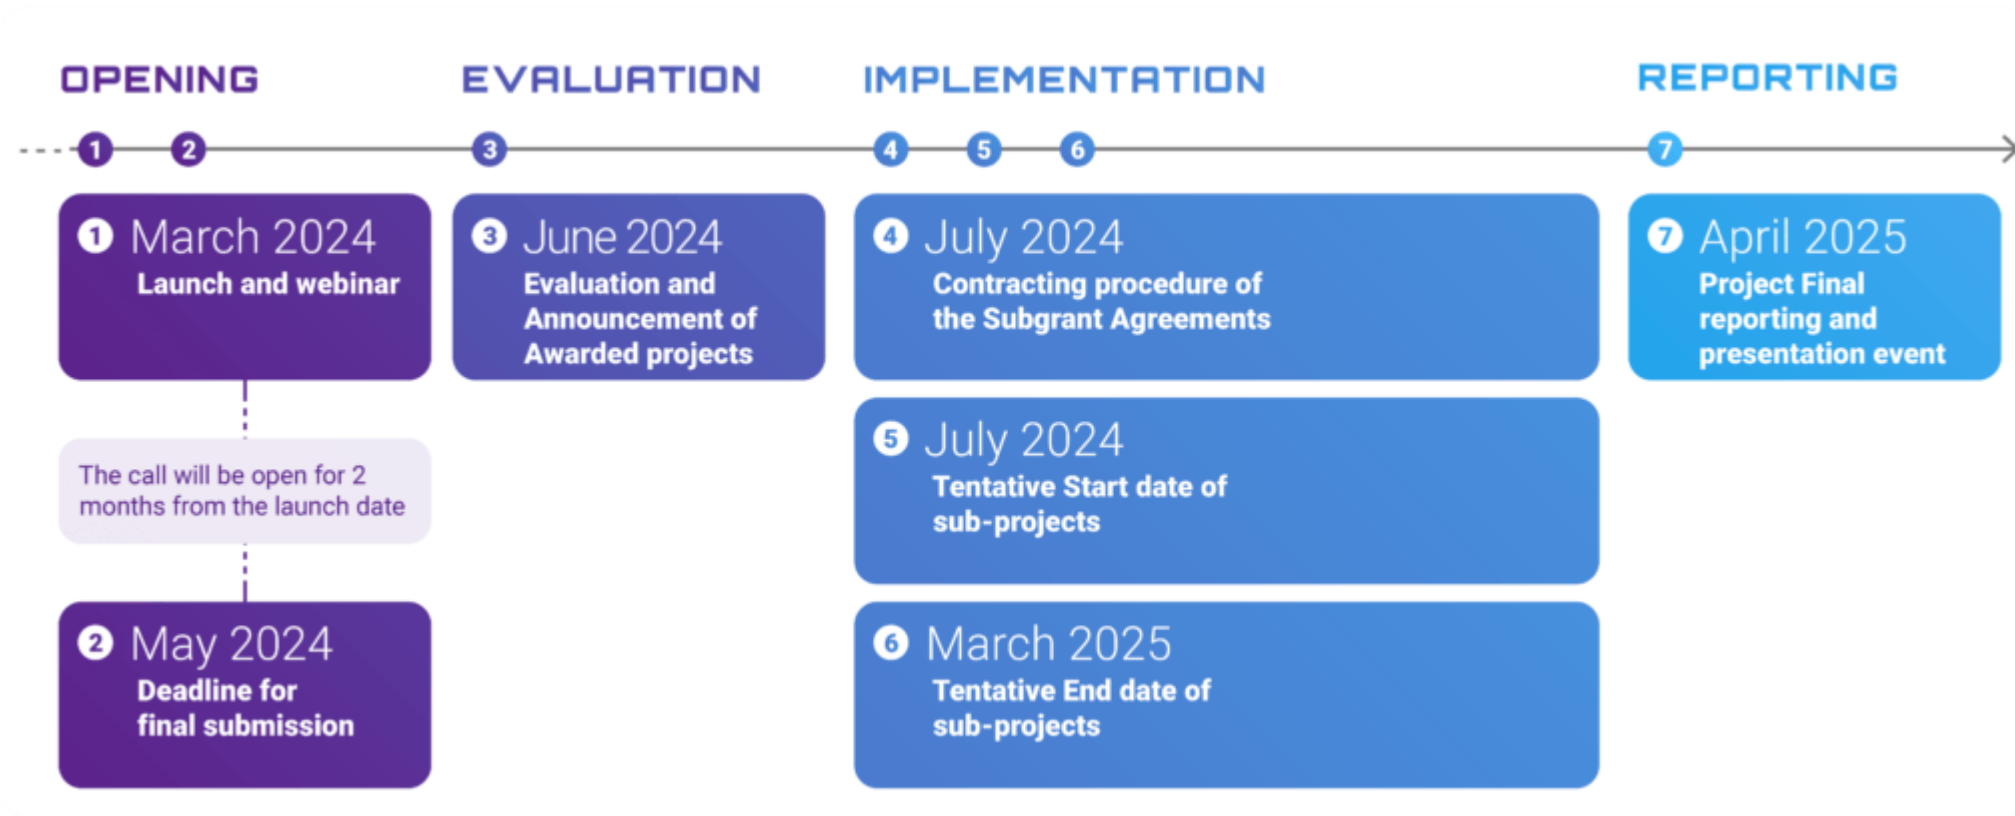 OPENING
EVALUATION
IMPLEMENTATION
REPORTING
1
2
3
4
5
6
7
1 March 2024
Launch and webinar
The call will be open for 2
months from the launch date
2 May 2024
Deadline for
final submission
3 June 2024
Evaluation and
Announcement of
Awarded projects
4 July 2024
Contracting procedure of
the Subgrant Agreements
5 July 2024
Tentative Start date of
sub-projects
6 March 2025
Tentative End date of
sub-projects
7 April 2025
Project Final
reporting and
presentation event